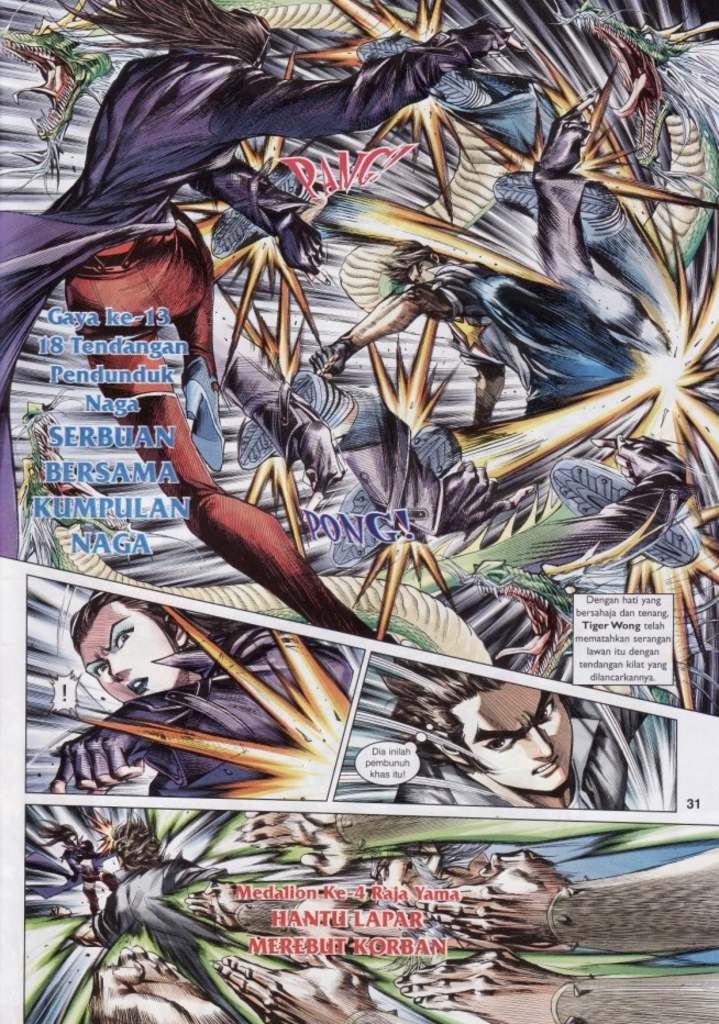 PANG!
Gaya ke-13
18 Tendangan
Penduduk
Naga
SERBUAN
BERSAMA
KUMPULAN
NAGA
PONG!
Dengan hati yang
bersahaja dan tenang,
Tiger Wong telah
mematahkan serangan
lawan itu dengan
tendangan kilat yang
dilancarkannya.
!
Dia inilah
pembunuh
khas itu!
31
Medalion Ke-4 Raja Yama
HANTU LAPAR
MEREBUT KORBAN